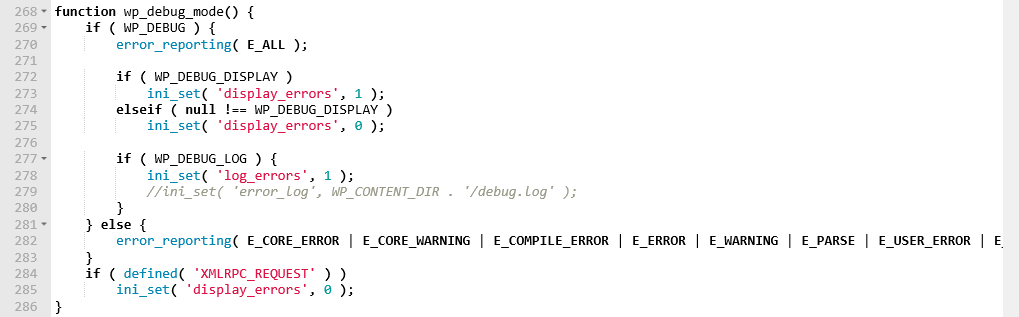 268 function wp_debug_mode() {
269 if ( WP_DEBUG ) {
270 error_reporting( E_ALL );
271
272 if ( WP_DEBUG_DISPLAY )
273 ini_set( 'display_errors', 1 );
274 elseif ( null !== WP_DEBUG_DISPLAY )
275 ini_set( 'display_errors', 0 );
276
277 if ( WP_DEBUG_LOG ) {
278 ini_set( 'log_errors', 1 );
279 //ini_set( 'error_log', WP_CONTENT_DIR . '/debug.log' );
280 }
281 } else {
282 error_reporting( E_CORE_ERROR | E_CORE_WARNING | E_COMPILE_ERROR | E_ERROR | E_WARNING | E_PARSE | E_USER_ERROR | E_
283 }
284 if ( defined( 'XMLRPC_REQUEST' ) )
285 ini_set( 'display_errors', 0 );
286 }